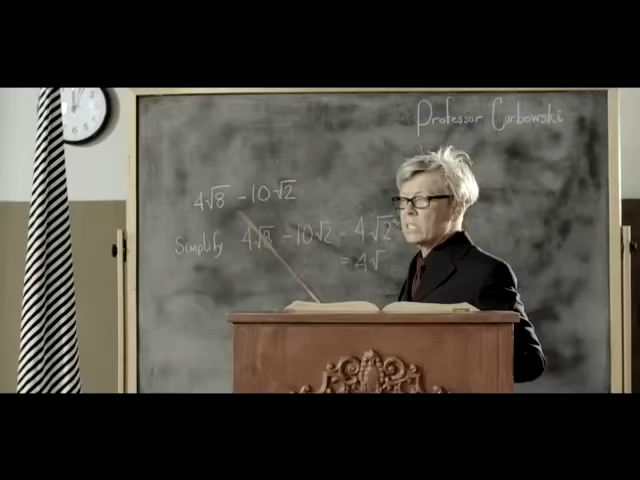 Professor Curbowski
4√8 - 10√2
Simplify 4√8 - 10√2 - 4√2
= 4√